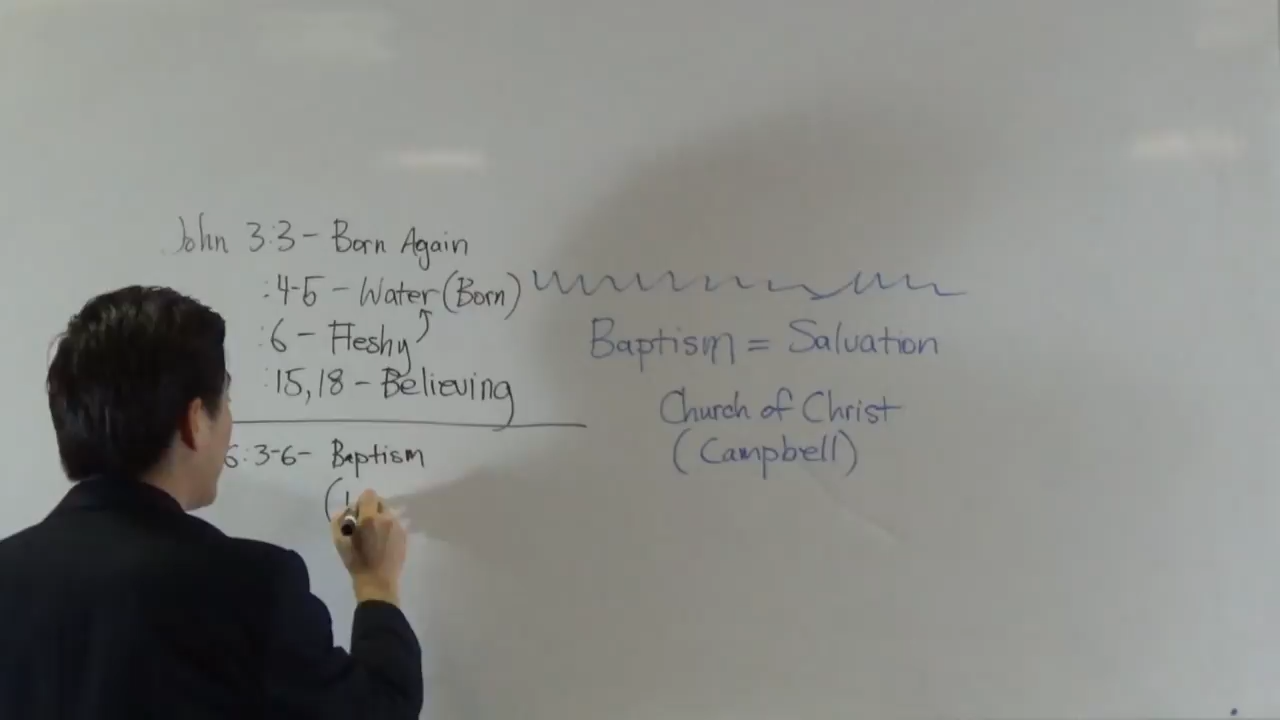 John 3:3 - Born Again
:4-5 - Water (Born)
:6 - Fleshy
:15, 18 - Believing
6:3-6- Baptism
(
Baptism = Salvation
Church of Christ
(Campbell)